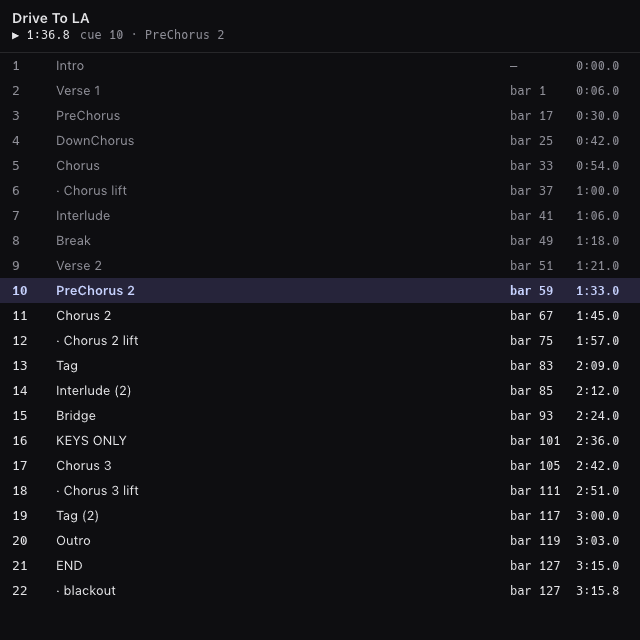 Drive To LA
▶ 1:36.8 cue 10 · PreChorus 2
1 Intro — 0:00.0
2 Verse 1 bar 1 0:06.0
3 PreChorus bar 17 0:30.0
4 DownChorus bar 25 0:42.0
5 Chorus bar 33 0:54.0
6 · Chorus lift bar 37 1:00.0
7 Interlude bar 41 1:06.0
8 Break bar 49 1:18.0
9 Verse 2 bar 51 1:21.0
10 PreChorus 2 bar 59 1:33.0
11 Chorus 2 bar 67 1:45.0
12 · Chorus 2 lift bar 75 1:57.0
13 Tag bar 83 2:09.0
14 Interlude (2) bar 85 2:12.0
15 Bridge bar 93 2:24.0
16 KEYS ONLY bar 101 2:36.0
17 Chorus 3 bar 105 2:42.0
18 · Chorus 3 lift bar 111 2:51.0
19 Tag (2) bar 117 3:00.0
20 Outro bar 119 3:03.0
21 END bar 127 3:15.0
22 · blackout bar 127 3:15.8